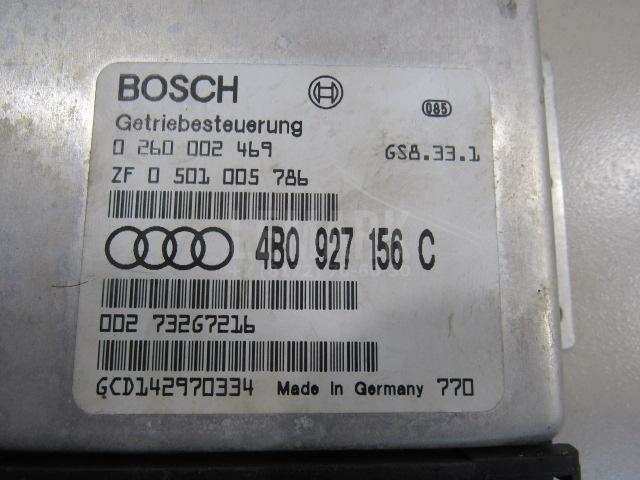 BOSCH
085
Getriebesteuerung
0 260 002 469 GS8.33.1
ZF 0 501 005 786
4B0 927 156 C
002 73267216
GCD142970334 Made in Germany 770